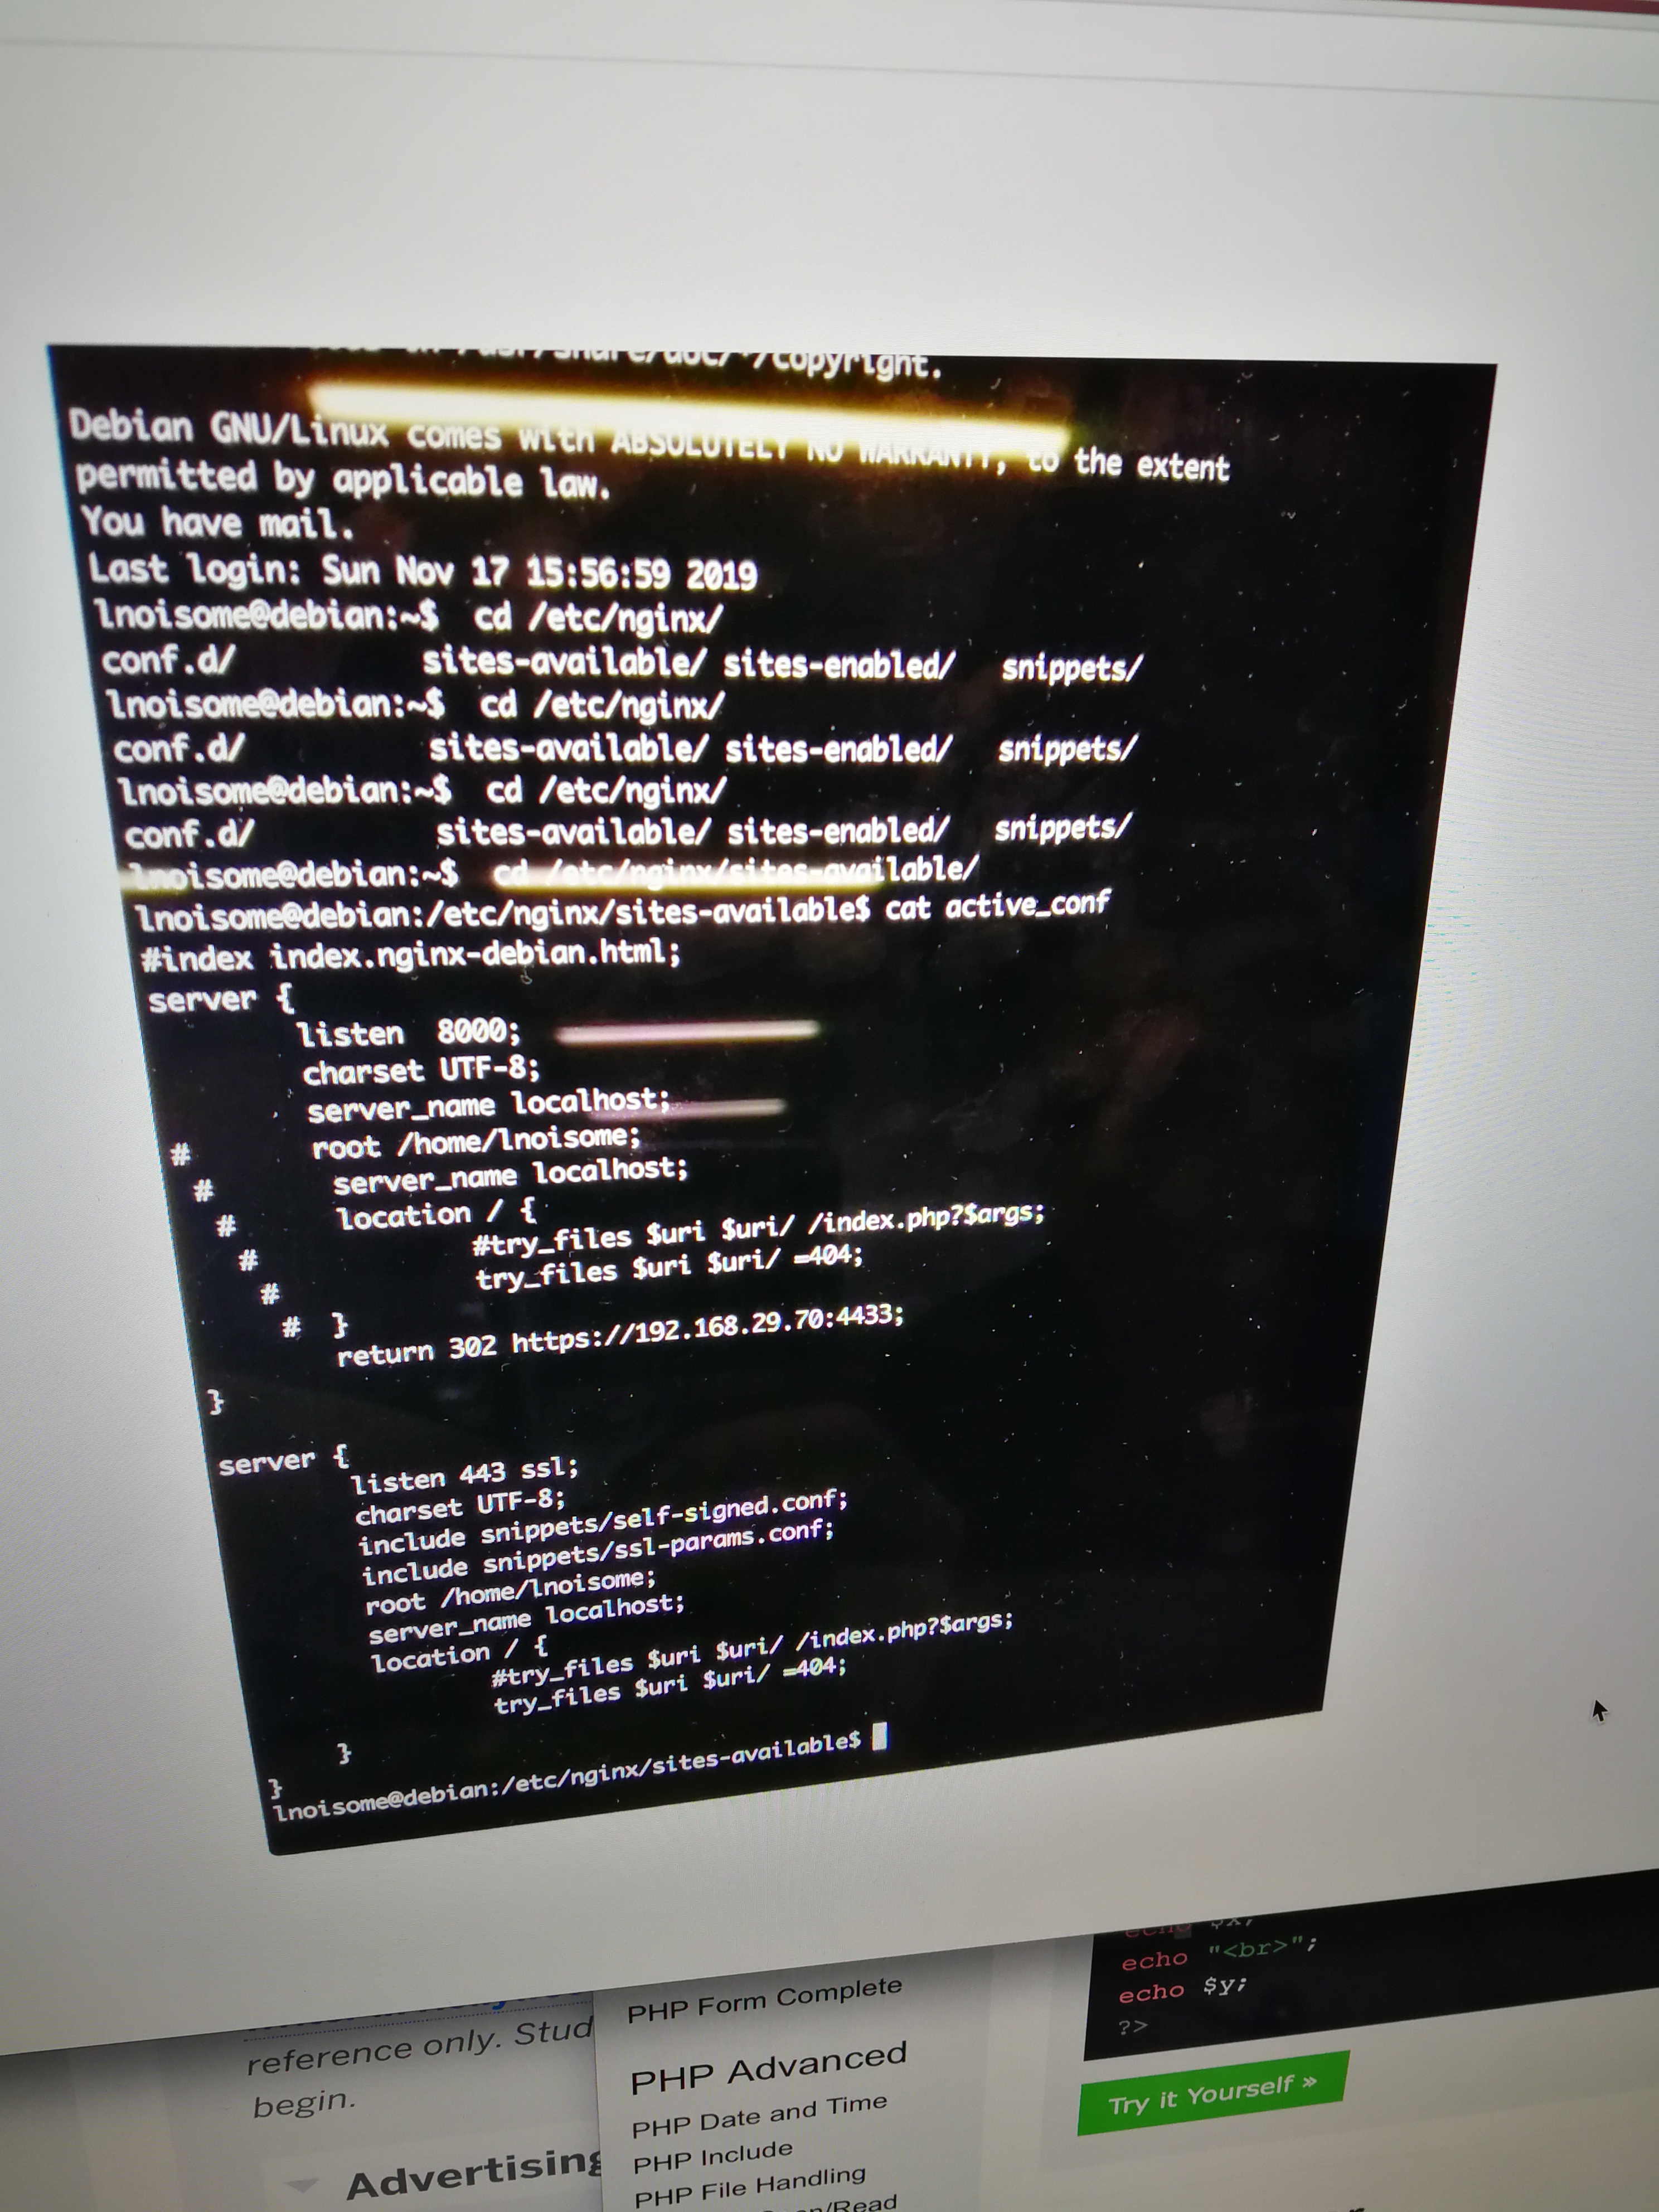 /copyright.
Debian GNU/Linux comes with ABSOLUTELY NO WARRANTY, to the extent
permitted by applicable law.
You have mail.
Last login: Sun Nov 17 15:56:59 2019
lnoisome@debian:~$  cd /etc/nginx/
conf.d/          sites-available/ sites-enabled/   snippets/
lnoisome@debian:~$  cd /etc/nginx/
conf.d/          sites-available/ sites-enabled/   snippets/
lnoisome@debian:~$  cd /etc/nginx/
conf.d/          sites-available/ sites-enabled/   snippets/
lnoisome@debian:~$  cd /etc/nginx/sites-available/
lnoisome@debian:/etc/nginx/sites-available$ cat active_conf
#index index.nginx-debian.html;
server {
        listen  8000;
        charset UTF-8;
        server_name localhost;
#       root /home/lnoisome;
 #       server_name localhost;
  #      location / {
   #            #try_files $uri $uri/ /index.php?$args;
    #           try_files $uri $uri/ =404;
     #  }
        return 302 https://192.168.29.70:4433;
}
server {
        listen 443 ssl;
        charset UTF-8;
        include snippets/self-signed.conf;
        include snippets/ssl-params.conf;
        root /home/lnoisome;
        server_name localhost;
        location / {
                #try_files $uri $uri/ /index.php?$args;
                try_files $uri $uri/ =404;
        }
}
lnoisome@debian:/etc/nginx/sites-available$
reference only. Stud
begin.
Advertising
PHP Form Complete
PHP Advanced
PHP Date and Time
PHP Include
PHP File Handling
/Read
echo $x;
echo "<br>";
echo $y;
?>
Try it Yourself »